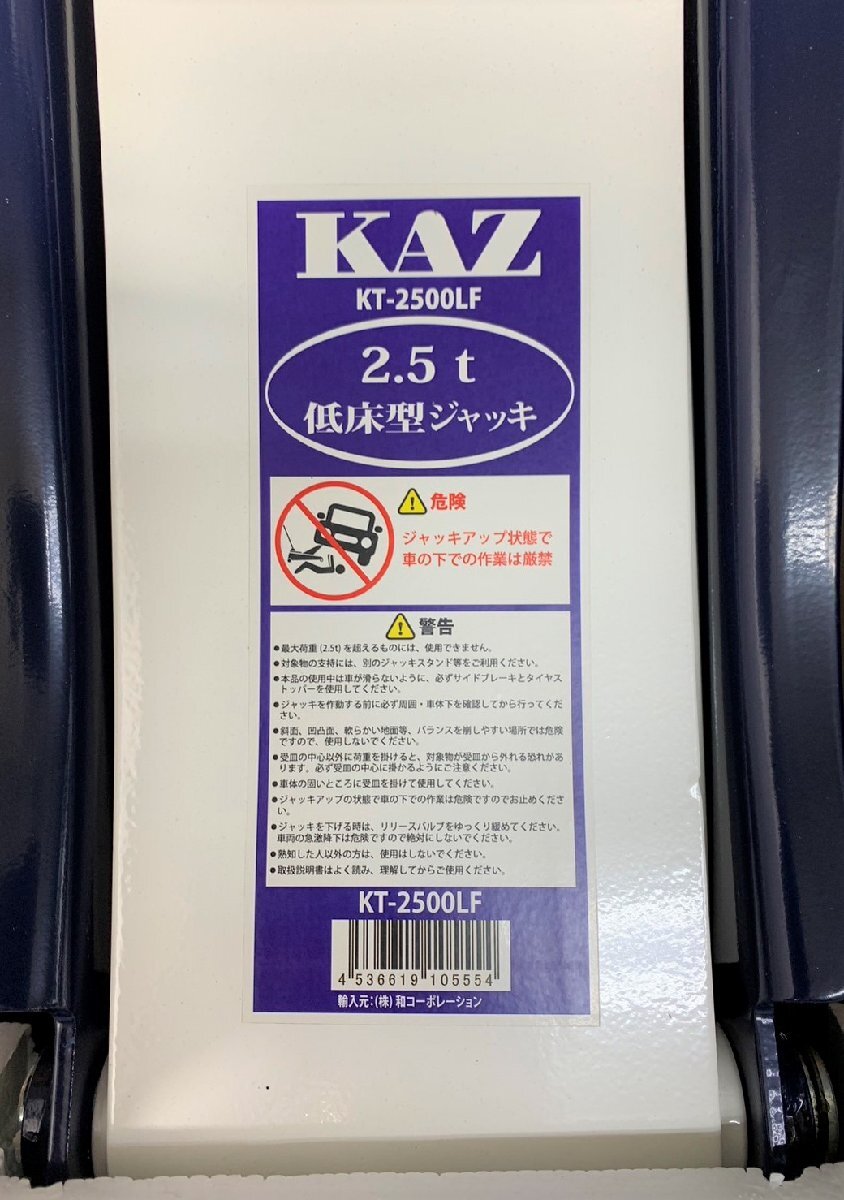 KAZ
KT-2500LF
2.5 t
低床型ジャッキ
危険
ジャッキアップ状態で
車の下での作業は厳禁
警告
●最大荷重(2.5t)を超えるものには、使用できません。
●対象物の支持には、別のジャッキスタンド等をご利用ください。
●本品の使用中は車が滑らないように、必ずサイドブレーキとタイヤス
トッパーを使用してください。
●ジャッキを作動する前に必ず周囲・車体下を確認してから行ってくだ
さい。
●斜面、凹凸面、軟らかい地面等、バランスを崩しやすい場所では危険
ですので、使用しないでください。
●受皿の中心以外に荷重を掛けると、対象物が受皿から外れる恐れがあ
ります。必ず受皿の中心に掛かるようにご注意ください。
●車体の固いところに受皿を掛けて使用してください。
●ジャッキアップの状態で車の下での作業は危険ですのでお止めくださ
い。
●ジャッキを下げる時は、リリースバルブをゆっくり緩めてください。
車両の急激降下は危険ですので絶対にしないでください。
●熟知した人以外の方は、使用はしないでください。
●取扱説明書はよく読み、理解してからご使用ください。
KT-2500LF
4 536619 105554
輸入元:(株)和コーポレーション